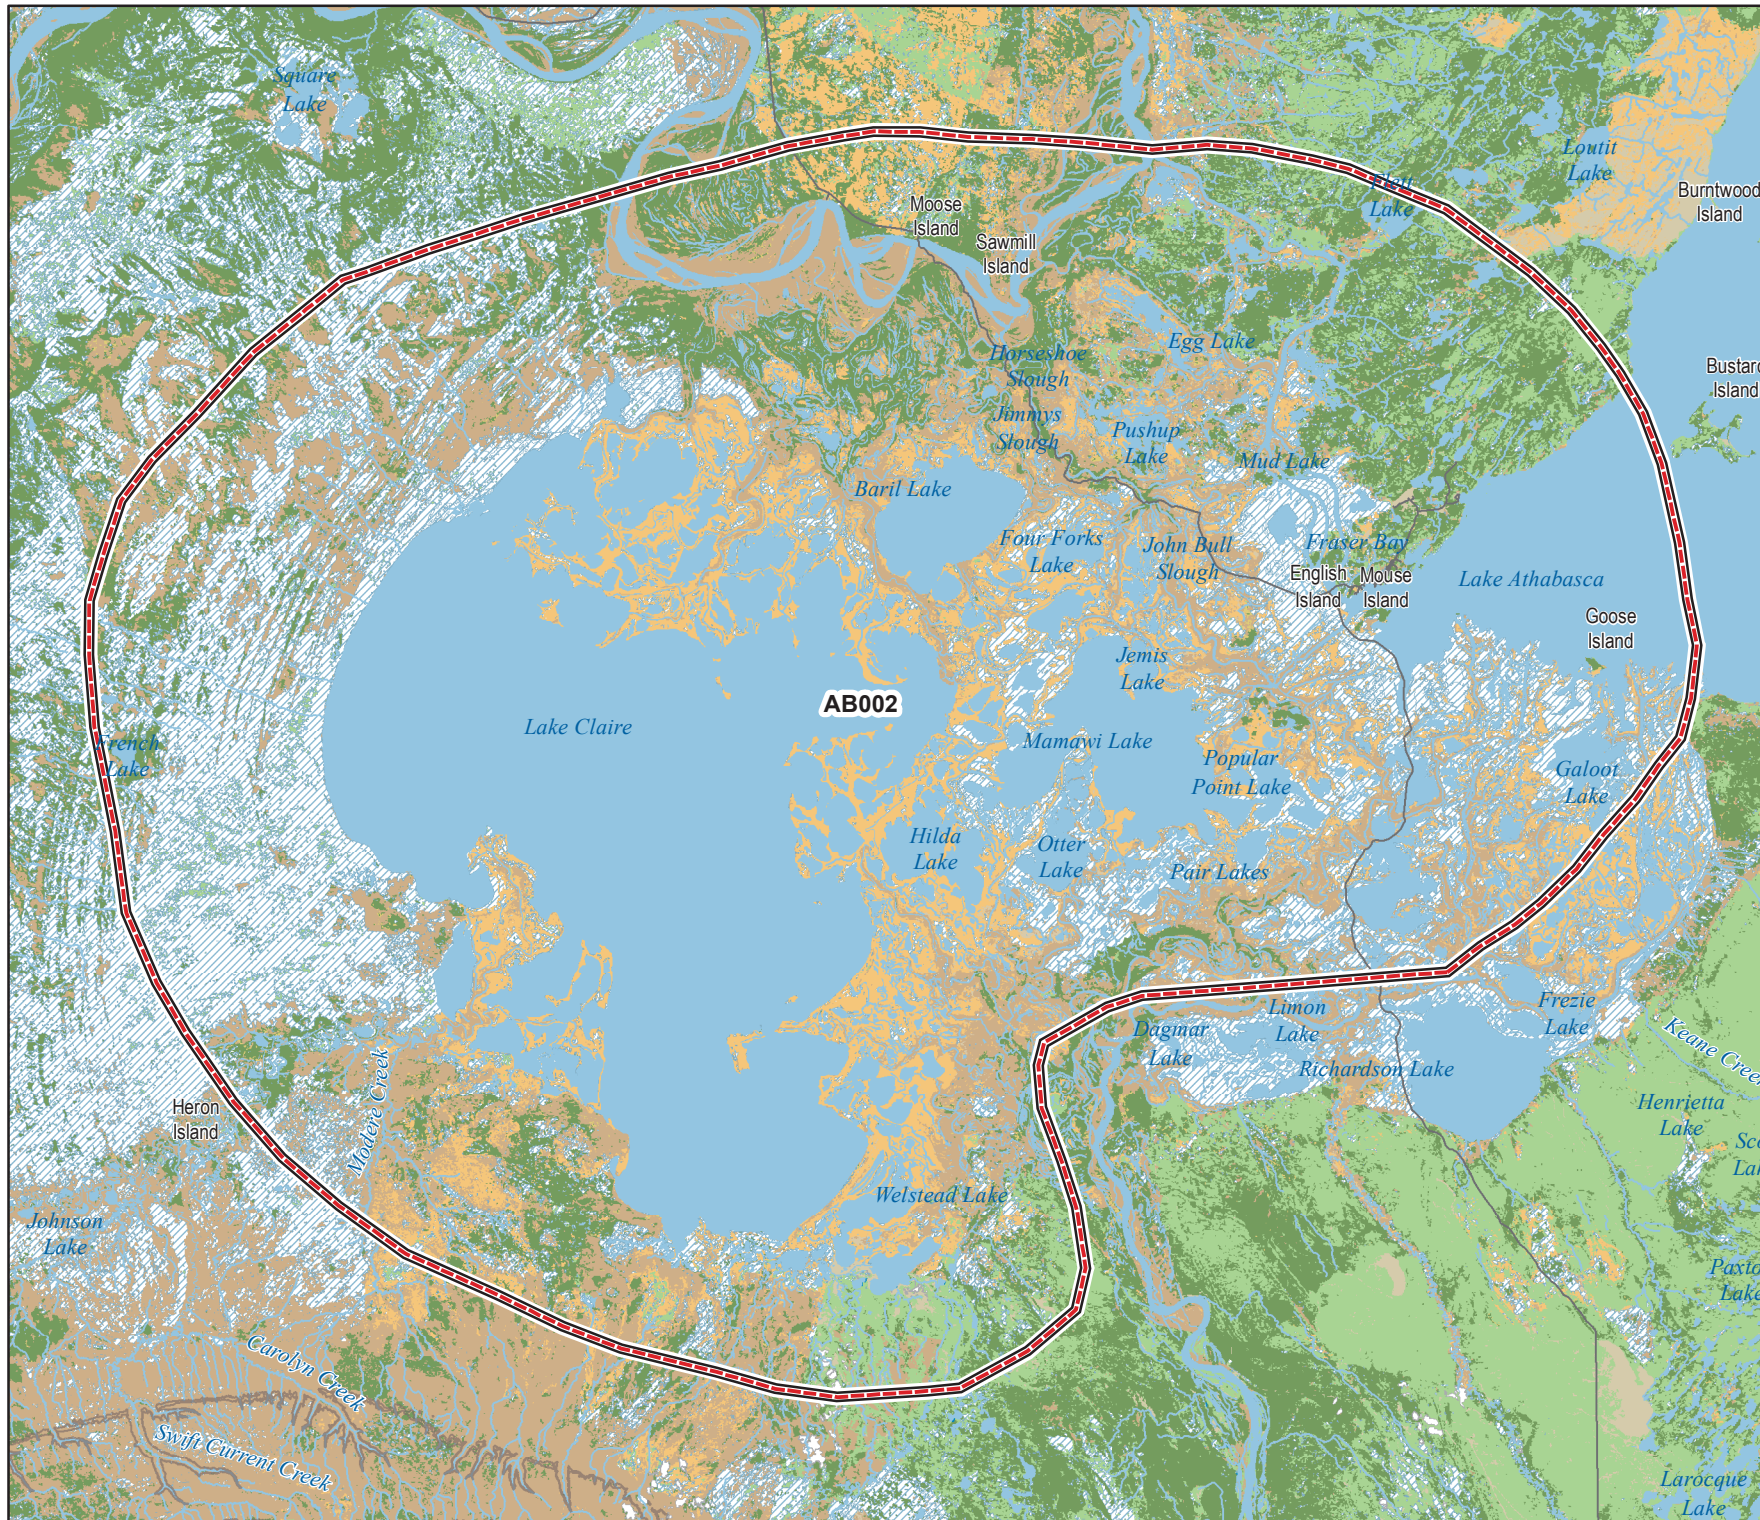 Square
Lake
Loutit
Lake
Flett
Lake
Burntwood
Island
Moose
Island
Sawmill
Island
Egg Lake
Horseshoe
Slough
Bustard
Island
Jimmys
Slough
Pushup
Lake
Mud Lake
Baril Lake
Four Forks
Lake
John Bull
Slough
Fraser Bay
English
Island
Mouse
Island
Lake Athabasca
Goose
Island
Jemis
Lake
AB002
Lake Claire
Mamawi Lake
French
Lake
Popular
Point Lake
Galoot
Lake
Hilda
Lake
Otter
Lake
Pair Lakes
Limon
Lake
Frezie
Lake
Dagmar
Lake
Richardson Lake
Keane Creek
Heron
Island
Modere Creek
Henrietta
Lake
Welstead Lake
Johnson
Lake
Carolyn Creek
Swift Current Creek
Larocque
Lake